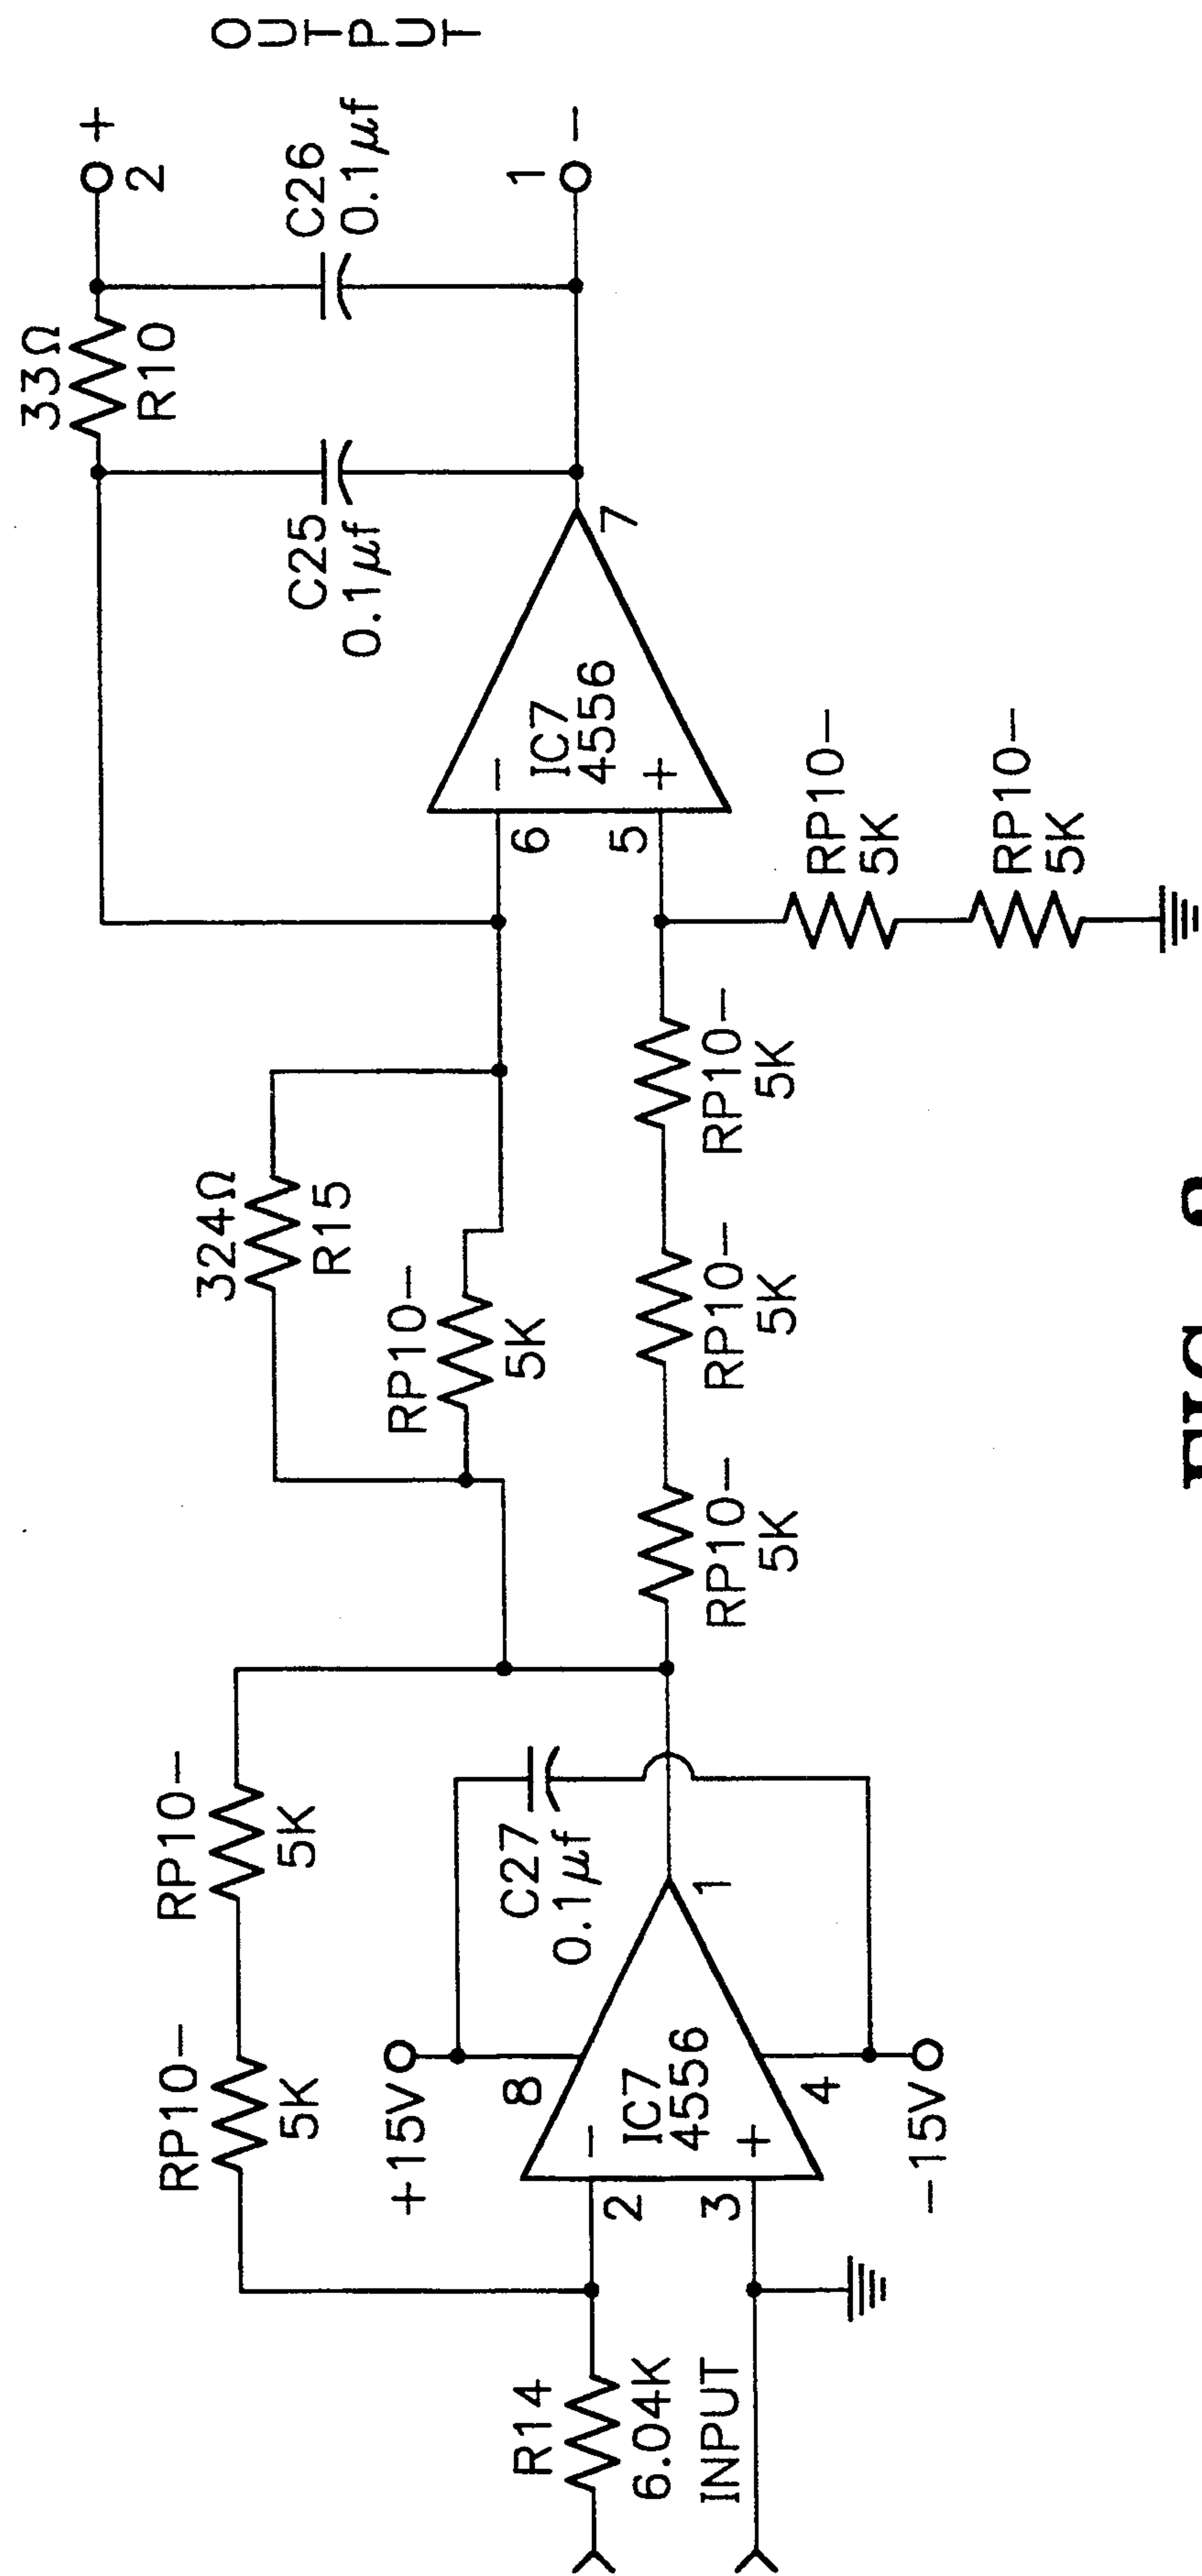 R14
6.04K
INPUT
RP10-
5K
RP10-
5K
+15V
8
2
3
-
+
IC7
4556
4
-15V
1
C27
0.1µf
324Ω
R15
RP10-
5K
RP10-
5K
RP10-
5K
RP10-
5K
6
5
-
+
IC7
4556
7
RP10-
5K
RP10-
5K
C25
0.1µf
33Ω
R10
C26
0.1µf
+
2
1
-
OUTPUT
FIG